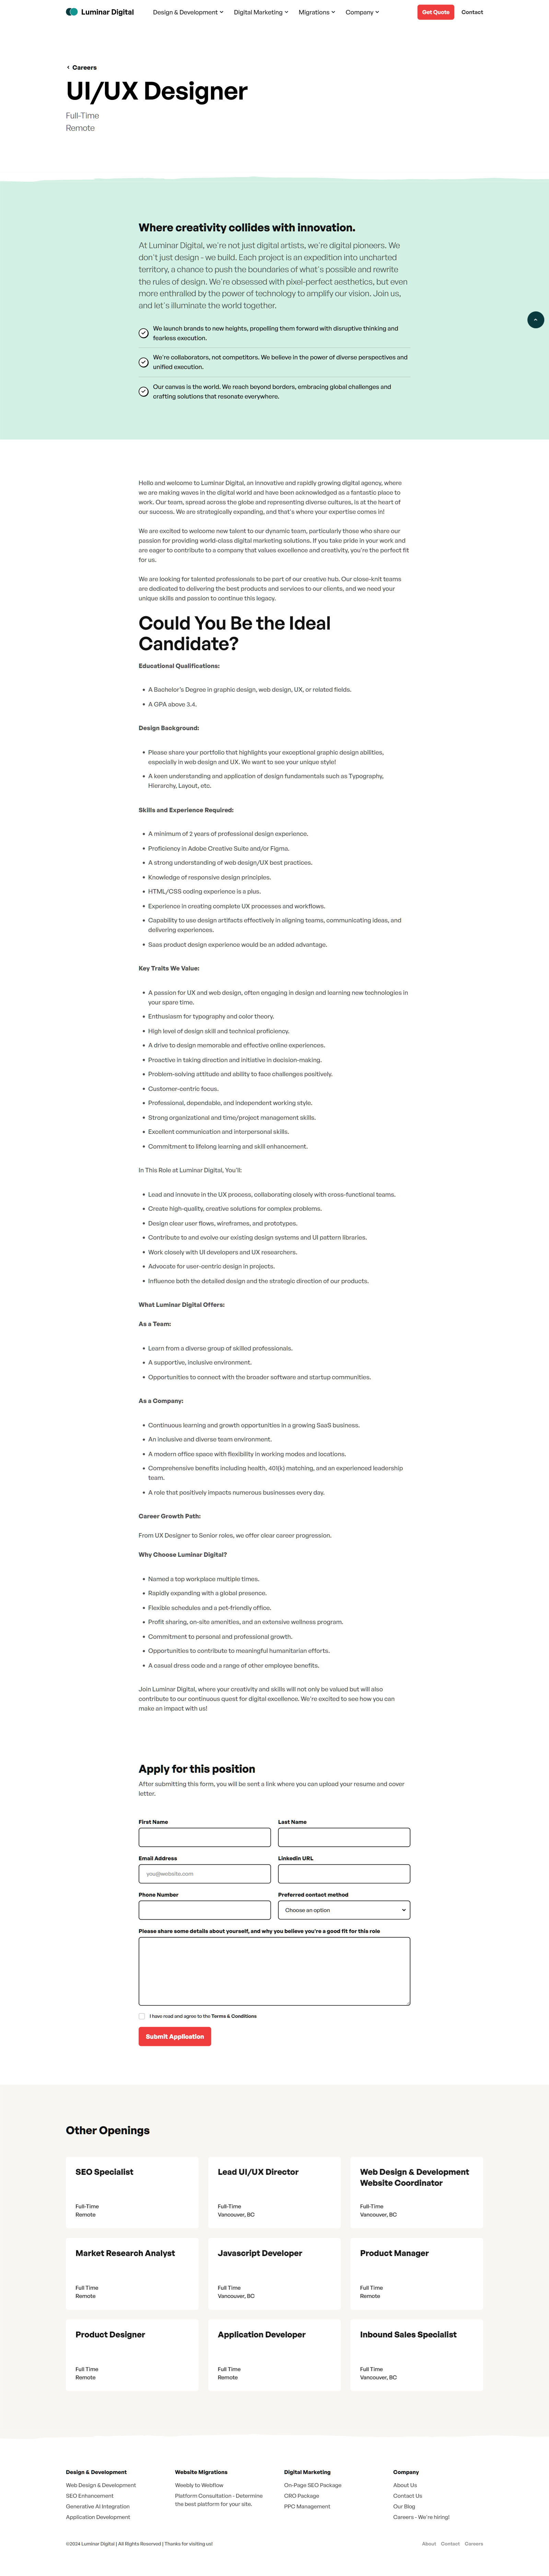 Luminar Digital
Design & Development
Digital Marketing
Migrations
Company
Get Quote
Contact
Careers
UI/UX Designer
Full-Time
Remote
Where creativity collides with innovation.
At Luminar Digital, we're not just digital artists, we're digital pioneers. We
don't just design - we build. Each project is an expedition into uncharted
territory, a chance to push the boundaries of what's possible and rewrite
the rules of design. We're obsessed with pixel-perfect aesthetics, but even
more enthralled by the power of technology to amplify our vision. Join us,
and let's illuminate the world together.
We launch brands to new heights, propelling them forward with disruptive thinking and
fearless execution.
We're collaborators, not competitors. We believe in the power of diverse perspectives and
unified execution.
Our canvas is the world. We reach beyond borders, embracing global challenges and
crafting solutions that resonate everywhere.
Hello and welcome to Luminar Digital, an innovative and rapidly growing digital agency, where
we are making waves in the digital world and have been acknowledged as a fantastic place to
work. Our team, spread across the globe and representing diverse cultures, is at the heart of
our success. We are strategically expanding, and that's where your expertise comes in!
We are excited to welcome new talent to our dynamic team, particularly those who share our
passion for providing world-class digital marketing solutions. If you take pride in your work and
are eager to contribute to a company that values excellence and creativity, you're the perfect fit
for us.
We are looking for talented professionals to be part of our creative hub. Our close-knit teams
are dedicated to delivering the best products and services to our clients, and we need your
unique skills and passion to continue this legacy.
Could You Be the Ideal
Candidate?
Educational Qualifications:
A Bachelor's Degree in graphic design, web design, UX, or related fields.
A GPA above 3.4.
Design Background:
Please share your portfolio that highlights your exceptional graphic design abilities,
especially in web design and UX. We want to see your unique style!
A keen understanding and application of design fundamentals such as Typography,
Hierarchy, Layout, etc.
Skills and Experience Required:
A minimum of 2 years of professional design experience.
Proficiency in Adobe Creative Suite and/or Figma.
A strong understanding of web design/UX best practices.
Knowledge of responsive design principles.
HTML/CSS coding experience is a plus.
Experience in creating complete UX processes and workflows.
Capability to use design artifacts effectively in aligning teams, communicating ideas, and
delivering experiences.
Saas product design experience would be an added advantage.
Key Traits We Value:
A passion for UX and web design, often engaging in design and learning new technologies in
your spare time.
Enthusiasm for typography and color theory.
High level of design skill and technical proficiency.
A drive to design memorable and effective online experiences.
Proactive in taking direction and initiative in decision-making.
Problem-solving attitude and ability to face challenges positively.
Customer-centric focus.
Professional, dependable, and independent working style.
Strong organizational and time/project management skills.
Excellent communication and interpersonal skills.
Commitment to lifelong learning and skill enhancement.
In This Role at Luminar Digital, You'll:
Lead and innovate in the UX process, collaborating closely with cross-functional teams.
Create high-quality, creative solutions for complex problems.
Design clear user flows, wireframes, and prototypes.
Contribute to and evolve our existing design systems and UI pattern libraries.
Work closely with UI developers and UX researchers.
Advocate for user-centric design in projects.
Influence both the detailed design and the strategic direction of our products.
What Luminar Digital Offers:
As a Team:
Learn from a diverse group of skilled professionals.
A supportive, inclusive environment.
Opportunities to connect with the broader software and startup communities.
As a Company:
Continuous learning and growth opportunities in a growing SaaS business.
An inclusive and diverse team environment.
A modern office space with flexibility in working modes and locations.
Comprehensive benefits including health, 401(k) matching, and an experienced leadership
team.
A role that positively impacts numerous businesses every day.
Career Growth Path:
From UX Designer to Senior roles, we offer clear career progression.
Why Choose Luminar Digital?
Named a top workplace multiple times.
Rapidly expanding with a global presence.
Flexible schedules and a pet-friendly office.
Profit sharing, on-site amenities, and an extensive wellness program.
Commitment to personal and professional growth.
Opportunities to contribute to meaningful humanitarian efforts.
A casual dress code and a range of other employee benefits.
Join Luminar Digital, where your creativity and skills will not only be valued but will also
contribute to our continuous quest for digital excellence. We're excited to see how you can
make an impact with us!
Apply for this position
After submitting this form, you will be sent a link where you can upload your resume and cover
letter.
First Name
Last Name
Email Address
Linkedin URL
you@website.com
Phone Number
Preferred contact method
Choose an option
Please share some details about yourself, and why you believe you're a good fit for this role
I have read and agree to the Terms & Conditions
Submit Application
Other Openings
SEO Specialist
Full-Time
Remote
Lead UI/UX Director
Full-Time
Vancouver, BC
Web Design & Development
Website Coordinator
Full-Time
Vancouver, BC
Market Research Analyst
Full Time
Remote
Javascript Developer
Full Time
Vancouver, BC
Product Manager
Full Time
Remote
Product Designer
Full Time
Remote
Application Developer
Full Time
Remote
Inbound Sales Specialist
Full Time
Vancouver, BC
Design & Development
Web Design & Development
SEO Enhancement
Generative AI Integration
Application Development
Website Migrations
Weebly to Webflow
Platform Consultation - Determine
the best platform for your site.
Digital Marketing
On-Page SEO Package
CRO Package
PPC Management
Company
About Us
Contact Us
Our Blog
Careers - We're hiring!
©2024 Luminar Digital | All Rights Reserved | Thanks for visiting us!
About
Contact
Careers